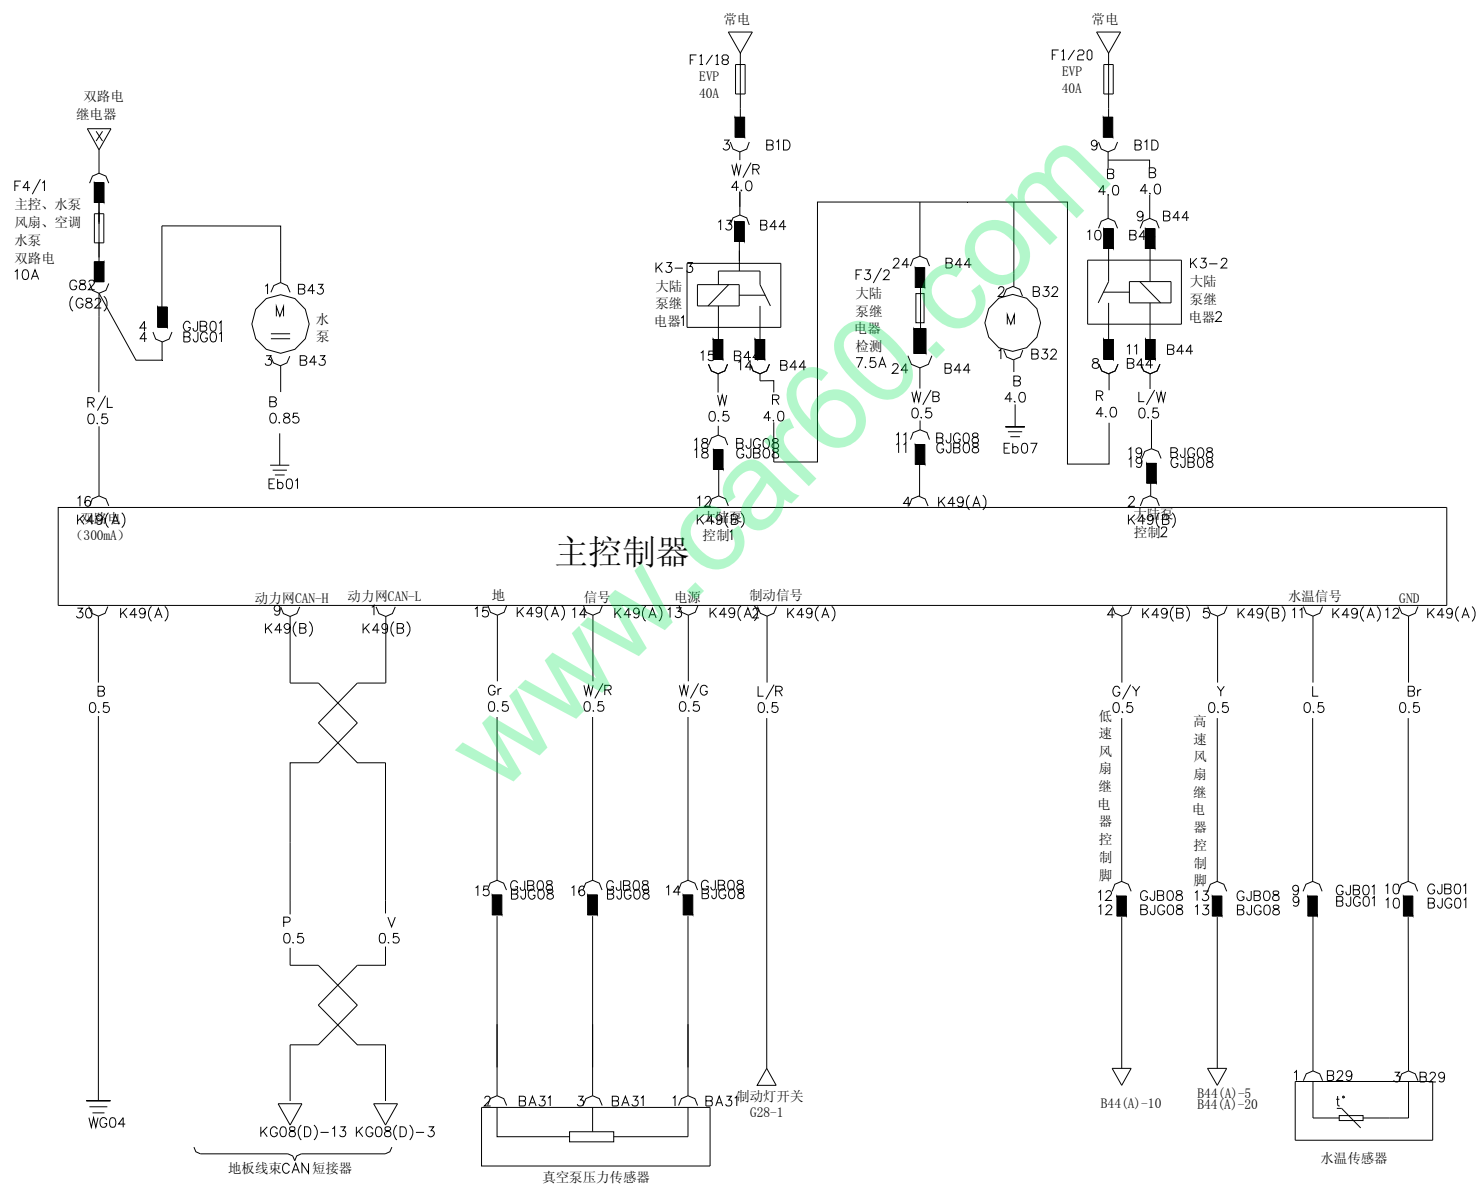 常电
常电
F1/18
EVP
40A
F1/20
EVP
40A
双路电
继电器
X
3 B1D
9 B1D
W/R
4.0
B
4.0
B
4.0
F4/1
主控、水泵
风扇、空调
水泵
双路电
10A
13 B44
10 B44
9 B44
G82
(G82)
1 B43
M
水
泵
3 B43
4 GJB01
4 BJG01
K3-3
大陆
泵继
电器1
24 B44
F3/2
大陆
泵继
电器
检测
7.5A
24 B44
2 B32
M
1 B32
K3-2
大陆
泵继
电器2
15 B44
14 B44
8 B44
11 B44
R/L
0.5
B
0.85
W
0.5
R
4.0
W/B
0.5
B
4.0
R
4.0
L/W
0.5
18 BJG08
18 GJB08
11 BJG08
11 GJB08
Eb07
19 BJG08
19 GJB08
Eb01
16
K49(A)
双路电
(300mA)
12
K49(B)
大陆泵
控制1
4 K49(A)
2
K49(B)
大陆泵
控制2
主控制器
动力网CAN-H
动力网CAN-L
地
信号
电源
制动信号
水温信号
GND
30 K49(A)
9
K49(B)
1
K49(B)
15 K49(A)
14 K49(A)
13 K49(A)
2 K49(A)
4 K49(B)
5 K49(B)
11 K49(A)
12 K49(A)
B
0.5
Gr
0.5
W/R
0.5
W/G
0.5
L/R
0.5
G/Y
0.5
Y
0.5
L
0.5
Br
0.5
低速风扇继电器控制脚
高速风扇继电器控制脚
15 GJB08
BJG08
16 GJB08
BJG08
14 GJB08
BJG08
12 GJB08
12 BJG08
13 GJB08
13 BJG08
9 GJB01
9 BJG01
10 GJB01
10 BJG01
P
0.5
V
0.5
WG04
KG08(D)-13
KG08(D)-3
地板线束CAN短接器
2 BA31
3 BA31
1 BA31
真空泵压力传感器
制动灯开关
G28-1
B44(A)-10
B44(A)-5
B44(A)-20
1 B29
3 B29
t°
水温传感器
www.car60.com